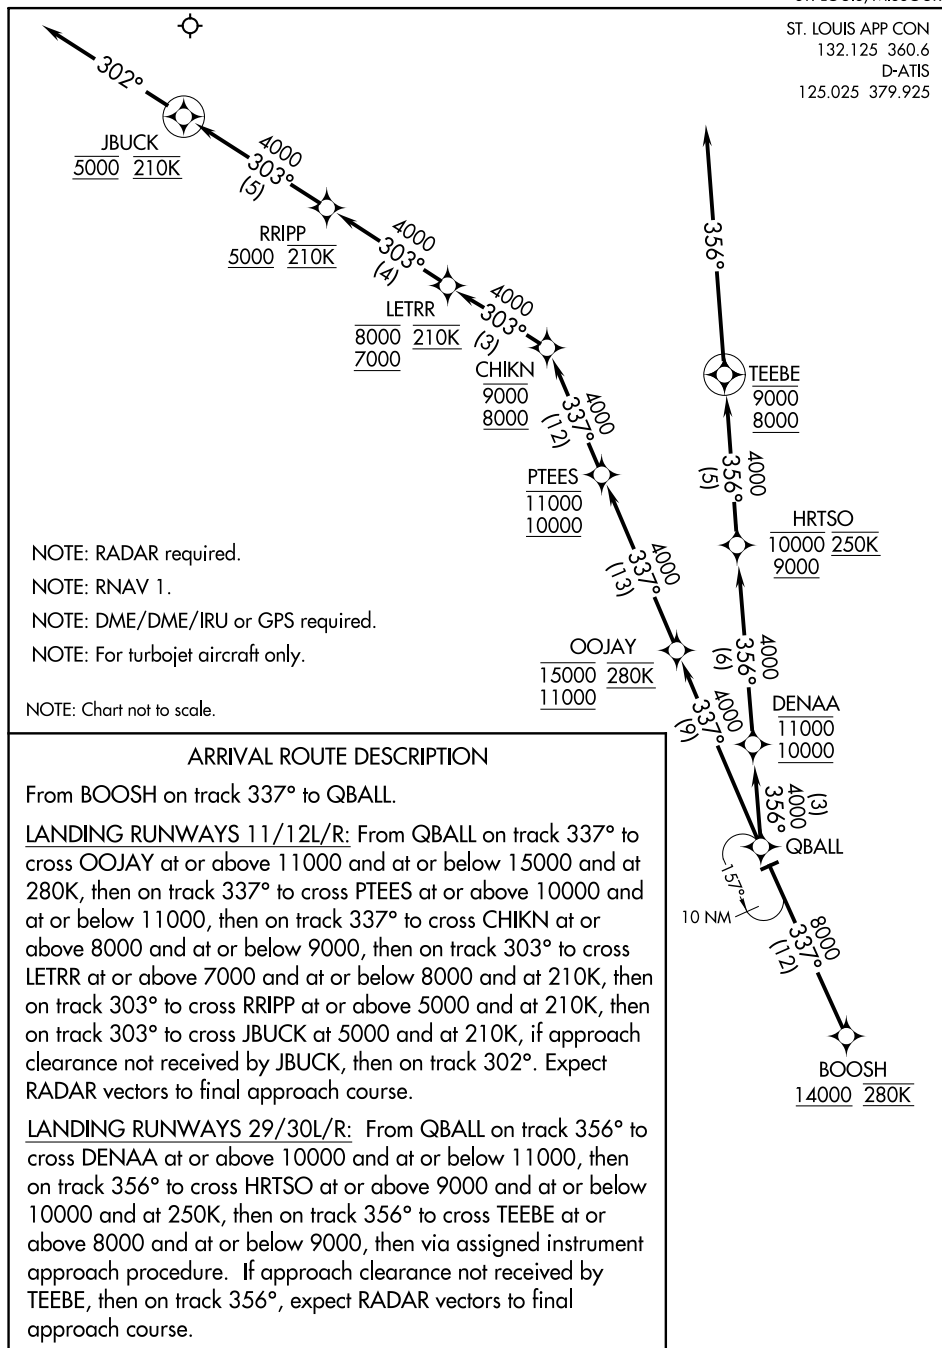 ST. LOUIS APP CON
132.125 360.6
D-ATIS
125.025 379.925
302°
JBUCK
5000 210K
4000
303°
(5)
RRIPP
5000 210K
4000
303°
(4)
LETRR
8000 210K
7000
4000
303°
(3)
CHIKN
9000
8000
4000
337°
(12)
PTEES
11000
10000
4000
337°
(13)
OOJAY
15000 280K
11000
4000
337°
(9)
356°
TEEBE
9000
8000
4000
356°
(5)
HRTSO
10000 250K
9000
4000
356°
(6)
DENAA
11000
10000
(3)
4000
356°
QBALL
157°
10 NM
8000
337°
(12)
BOOSH
14000 280K
NOTE: RADAR required.
NOTE: RNAV 1.
NOTE: DME/DME/IRU or GPS required.
NOTE: For turbojet aircraft only.
NOTE: Chart not to scale.
ARRIVAL ROUTE DESCRIPTION
From BOOSH on track 337° to QBALL.
LANDING RUNWAYS 11/12L/R: From QBALL on track 337° to
cross OOJAY at or above 11000 and at or below 15000 and at
280K, then on track 337° to cross PTEES at or above 10000 and
at or below 11000, then on track 337° to cross CHIKN at or
above 8000 and at or below 9000, then on track 303° to cross
LETRR at or above 7000 and at or below 8000 and at 210K, then
on track 303° to cross RRIPP at or above 5000 and at 210K, then
on track 303° to cross JBUCK at 5000 and at 210K, if approach
clearance not received by JBUCK, then on track 302°. Expect
RADAR vectors to final approach course.
LANDING RUNWAYS 29/30L/R: From QBALL on track 356° to
cross DENAA at or above 10000 and at or below 11000, then
on track 356° to cross HRTSO at or above 9000 and at or below
10000 and at 250K, then on track 356° to cross TEEBE at or
above 8000 and at or below 9000, then via assigned instrument
approach procedure. If approach clearance not received by
TEEBE, then on track 356°, expect RADAR vectors to final
approach course.